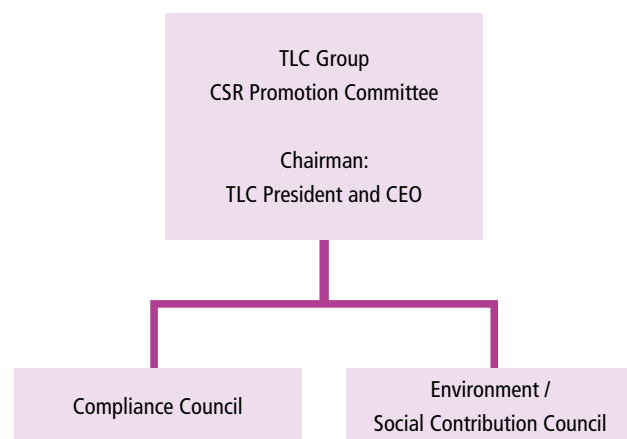 TLC Group
CSR Promotion Committee
Chairman:
TLC President and CEO
Compliance Council
Environment /
Social Contribution Council